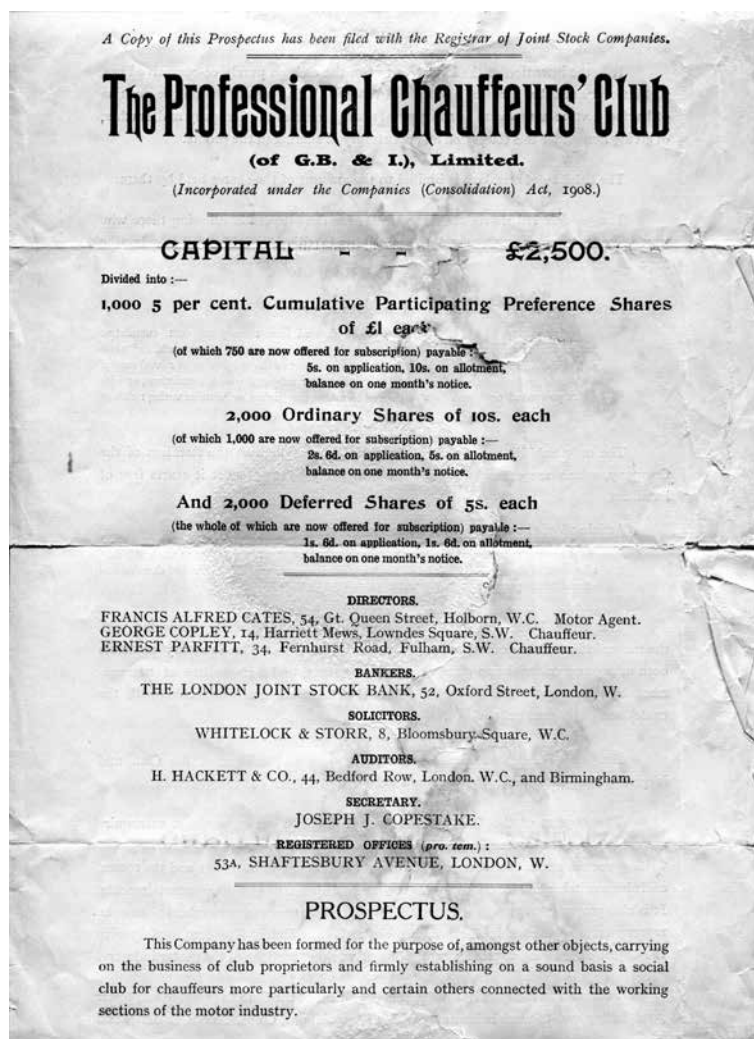 A Copy of this Prospectus has been filed with the Registrar of Joint Stock Companies.
The Professional Chauffeurs' Club
(of G.B. & I.), Limited.
(Incorporated under the Companies (Consolidation) Act, 1908.)
CAPITAL - - £2,500.
Divided into :—
1,000 5 per cent. Cumulative Participating Preference Shares
of £1 each
(of which 750 are now offered for subscription) payable :—
5s. on application, 10s. on allotment,
balance on one month's notice.
2,000 Ordinary Shares of 10s. each
(of which 1,000 are now offered for subscription) payable :—
2s. 6d. on application, 5s. on allotment,
balance on one month's notice.
And 2,000 Deferred Shares of 5s. each
(the whole of which are now offered for subscription) payable :—
1s. 6d. on application, 1s. 6d. on allotment,
balance on one month's notice.
DIRECTORS.
FRANCIS ALFRED CATES, 54, Gt. Queen Street, Holborn, W.C. Motor Agent.
GEORGE COPLEY, 14, Harriett Mews, Lowndes Square, S.W. Chauffeur.
ERNEST PARFITT, 34, Fernhurst Road, Fulham, S.W. Chauffeur.
BANKERS.
THE LONDON JOINT STOCK BANK, 52, Oxford Street, London, W.
SOLICITORS.
WHITELOCK & STORR, 8, Bloomsbury Square, W.C.
AUDITORS.
H. HACKETT & CO., 44, Bedford Row, London. W.C., and Birmingham.
SECRETARY.
JOSEPH J. COPESTAKE.
REGISTERED OFFICES (pro. tem.) :
53A, SHAFTESBURY AVENUE, LONDON, W.
PROSPECTUS.
This Company has been formed for the purpose of, amongst other objects, carrying
on the business of club proprietors and firmly establishing on a sound basis a social
club for chauffeurs more particularly and certain others connected with the working
sections of the motor industry.